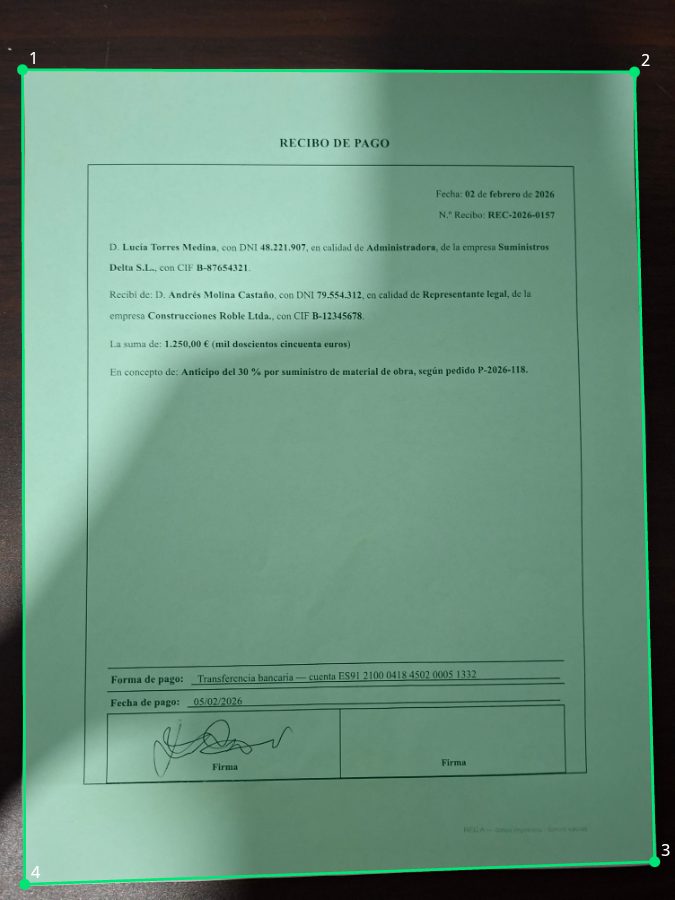 1
2
RECIBO DE PAGO
Fecha: 02 de febrero de 2026
N.º Recibo: REC-2026-0157
D. Lucía Torres Medina, con DNI 48.221.907, en calidad de Administradora, de la empresa Suministros
Delta S.L., con CIF B-87654321.
Recibí de: D. Andrés Molina Castaño, con DNI 79.554.312, en calidad de Representante legal, de la
empresa Construcciones Roble Ltda., con CIF B-12345678.
La suma de: 1.250,00 € (mil doscientos cincuenta euros)
En concepto de: Anticipo del 30 % por suministro de material de obra, según pedido P-2026-118.
Forma de pago: Transferencia bancaria — cuenta ES91 2100 0418 4502 0005 1332
Fecha de pago: 05/02/2026
Firma Firma
3
4